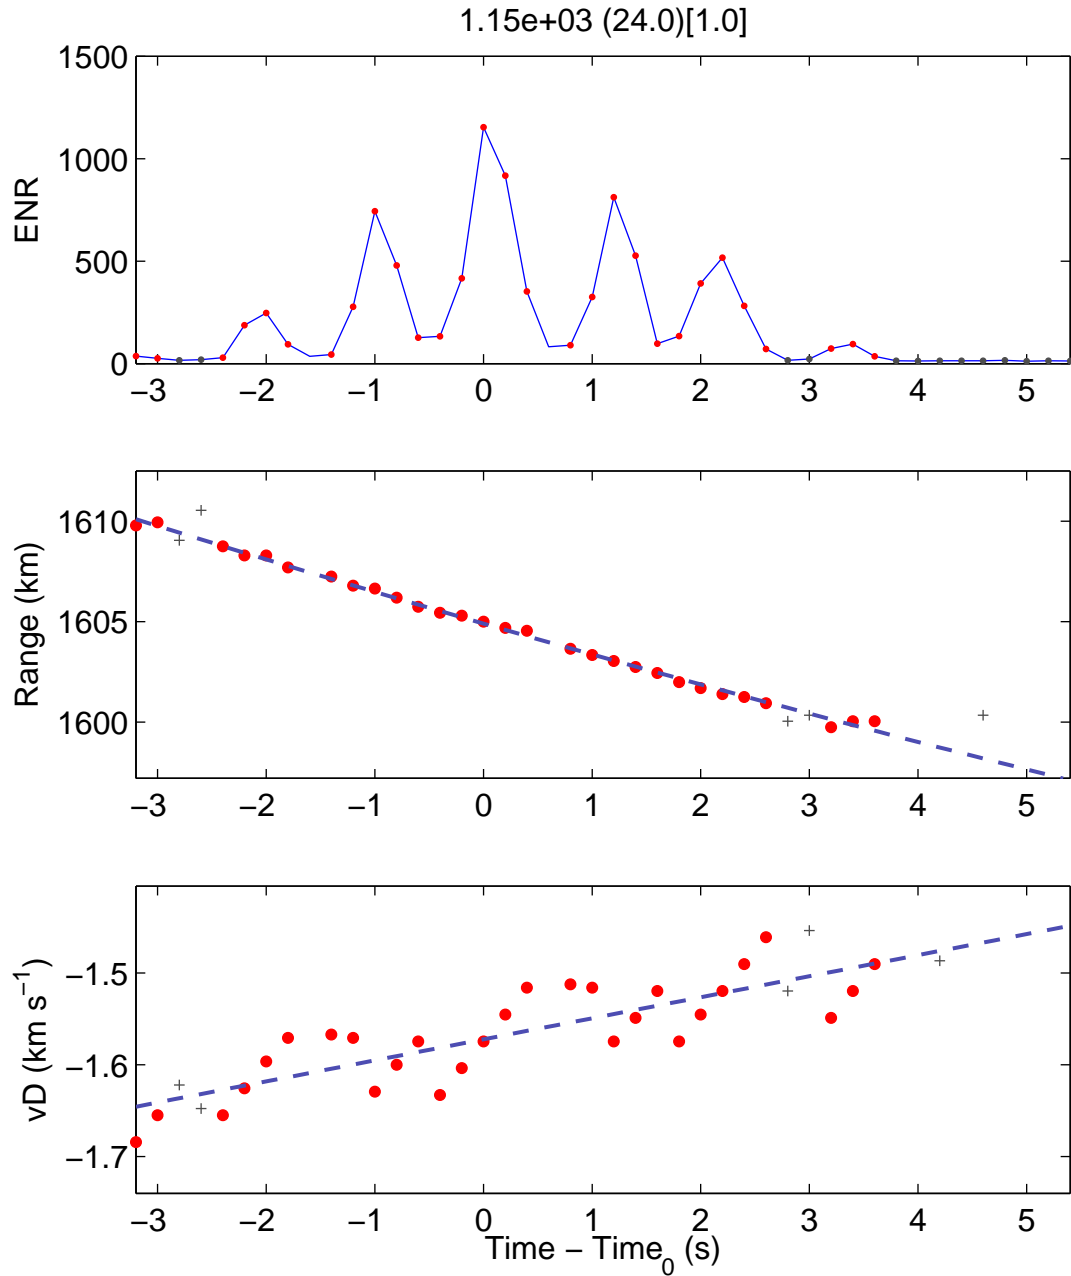 1.15e+03 (24.0)[1.0]
1500
1000
500
0
ENR
−3 −2 −1 0 1 2 3 4 5
1610
1605
1600
Range (km)
−3 −2 −1 0 1 2 3 4 5
−1.5
−1.6
−1.7
vD (km s⁻¹)
−3 −2 −1 0 1 2 3 4 5
Time − Time₀ (s)